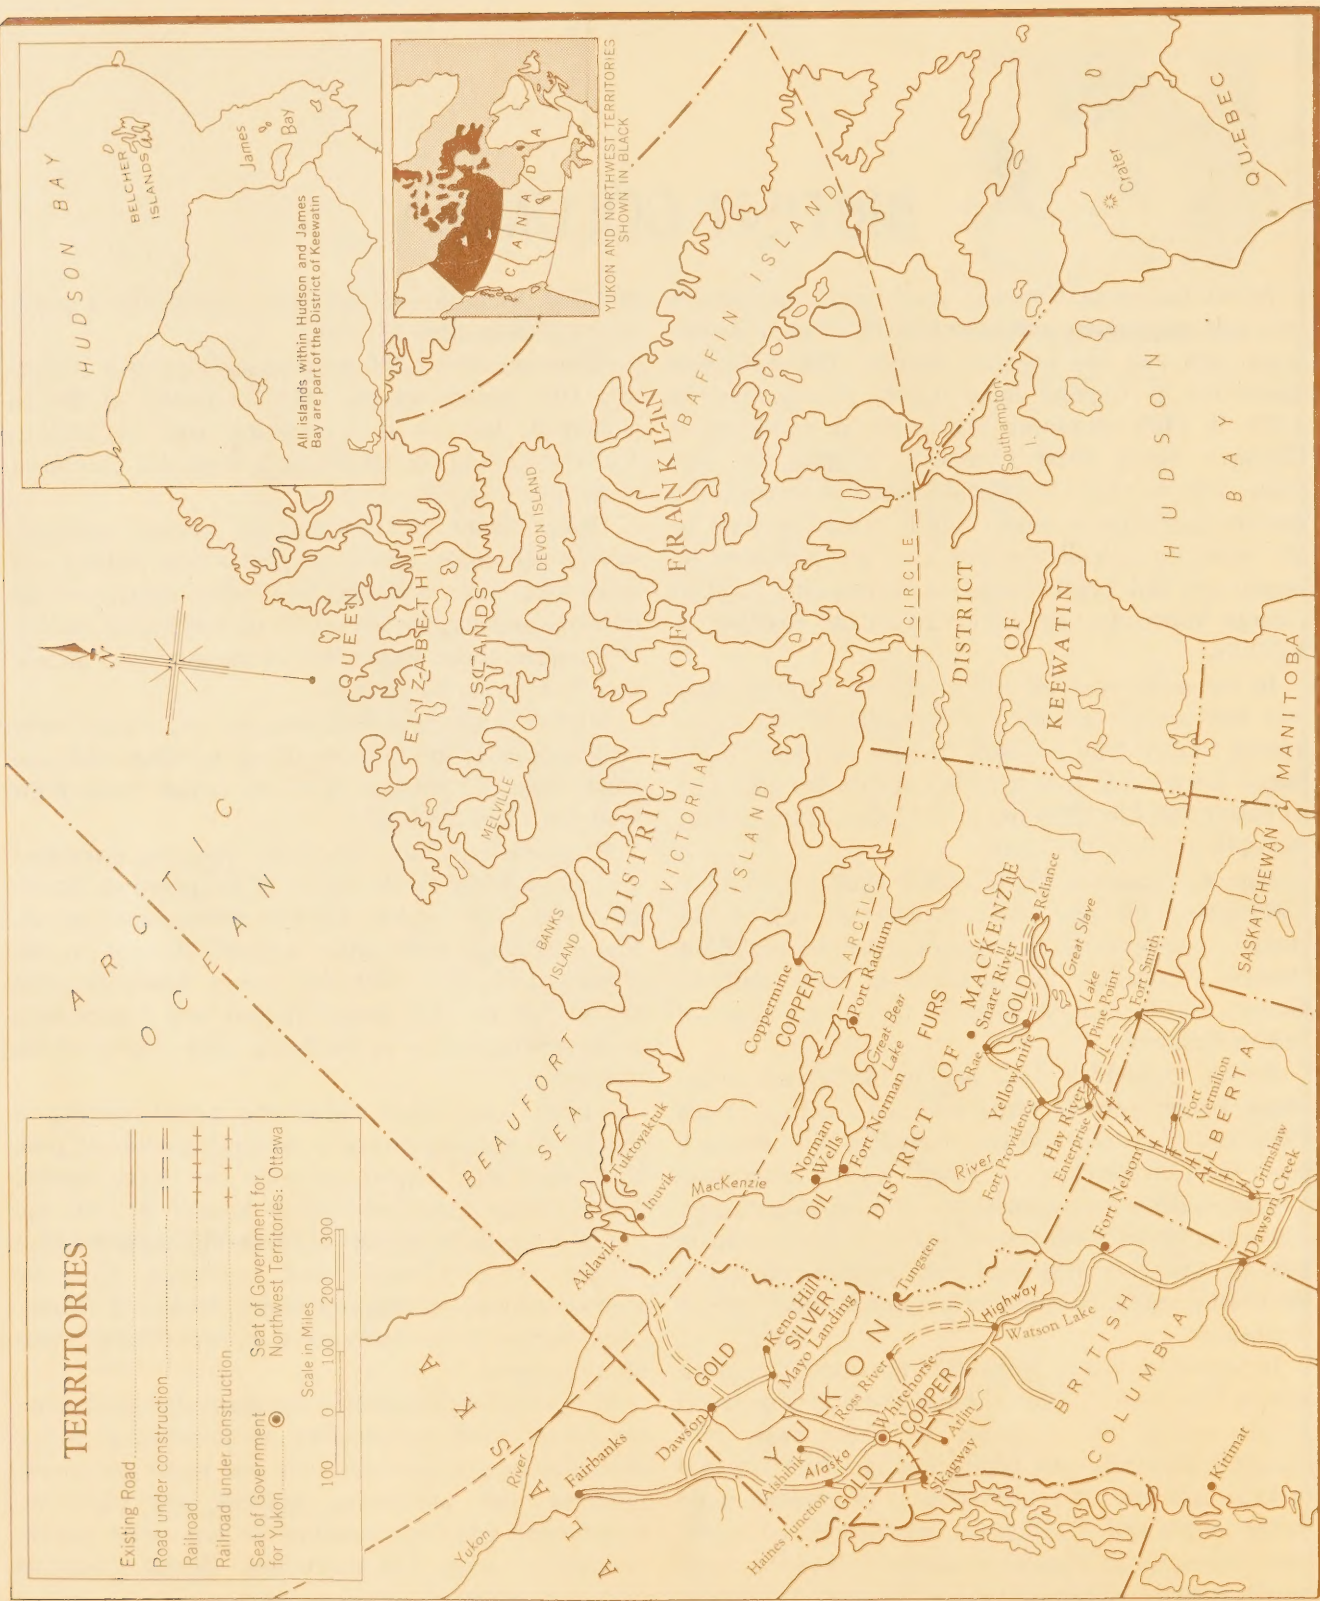 TERRITORIES
Existing Road
Road under construction
Railroad
Railroad under construction
Seat of Government
for Yukon
Seat of Government for
Northwest Territories: Ottawa
Scale in Miles
100 0 100 200 300
HUDSON BAY
BELCHER
ISLANDS
James
Bay
All islands within Hudson and James
Bay are part of the District of Keewatin
CANADA
YUKON AND NORTHWEST TERRITORIES
SHOWN IN BLACK
N
ARCTIC
OCEAN
BEAUFORT
SEA
QUEEN
ELIZABETH II
ISLANDS
DEVON ISLAND
MELVILLE I
BANKS
ISLAND
VICTORIA
ISLAND
DISTRICT
OF
FRANKLIN
BAFFIN ISLAND
ARCTIC
CIRCLE
Southampton
I.
HUDSON
BAY
Crater
QUEBEC
DISTRICT
OF
KEEWATIN
MANITOBA
SASKATCHEWAN
ALBERTA
DISTRICT
OF
MACKENZIE
Coppermine
COPPER
Port Radium
Great Bear
Lake
FURS
Snare River
Rae
GOLD
Reliance
Great Slave
Lake
Yellowknife
Pine Point
Fort Smith
Fort Providence
Hay River
Enterprise
Fort
Vermilion
Grimshaw
Dawson Creek
Fort Nelson
Tuktoyaktuk
Inuvik
Aklavik
MacKenzie
River
Norman
Wells
Fort Norman
OIL
Tungsten
Highway
Watson Lake
Keno Hill
SILVER
Mayo Landing
GOLD
Dawson
YUKON
Ross River
Whitehorse
COPPER
Atlin
Skagway
Aishihik
Alaska
GOLD
Haines Junction
Fairbanks
Yukon
River
ALASKA
BRITISH
COLUMBIA
Kitimat